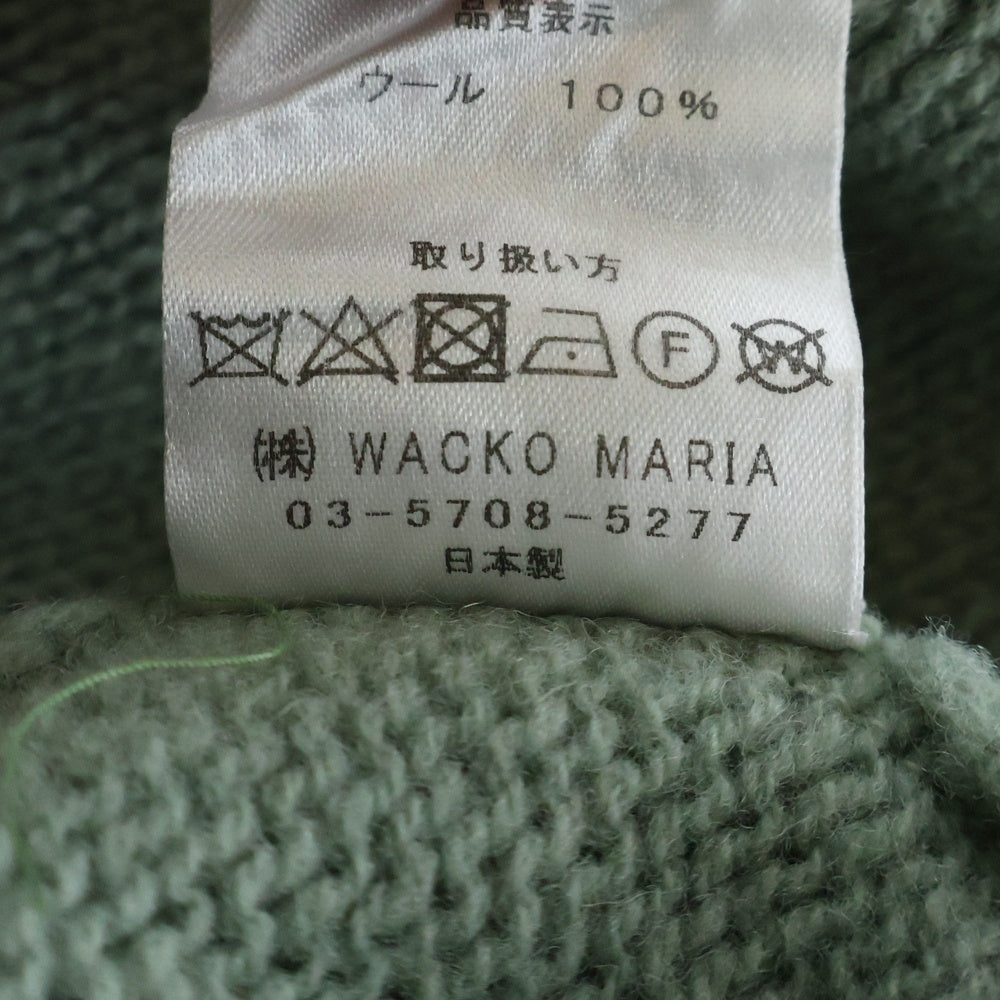 品質表示
ウール 100%
取り扱い方
F W
㈱ WACKO MARIA
03-5708-5277
日本製